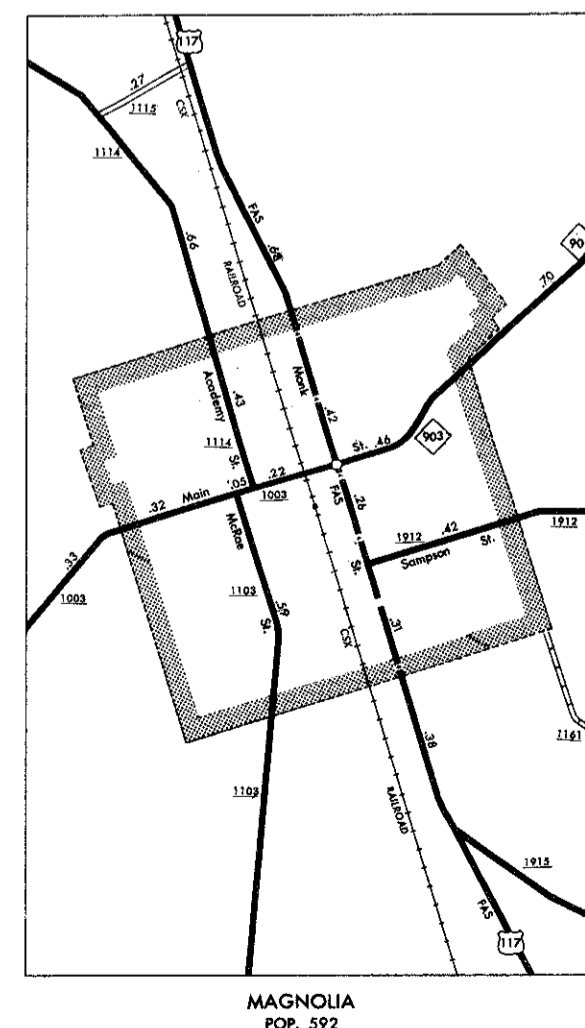 117
.27
1115
CSX
1114
FAS
.66
.68
RAILROAD
90
.70
Monk
Academy
.43
.42
1114
St.
St. .46
903
.05 .22
Main
.32
1003
FAS
.26
McRae
1912 .42
1912
Sampson St.
St.
.33
1003
1103
.59
St.
.31
CSX
1161
.38
1103
RAILROAD
1915
FAS
117
MAGNOLIA
POP. 592